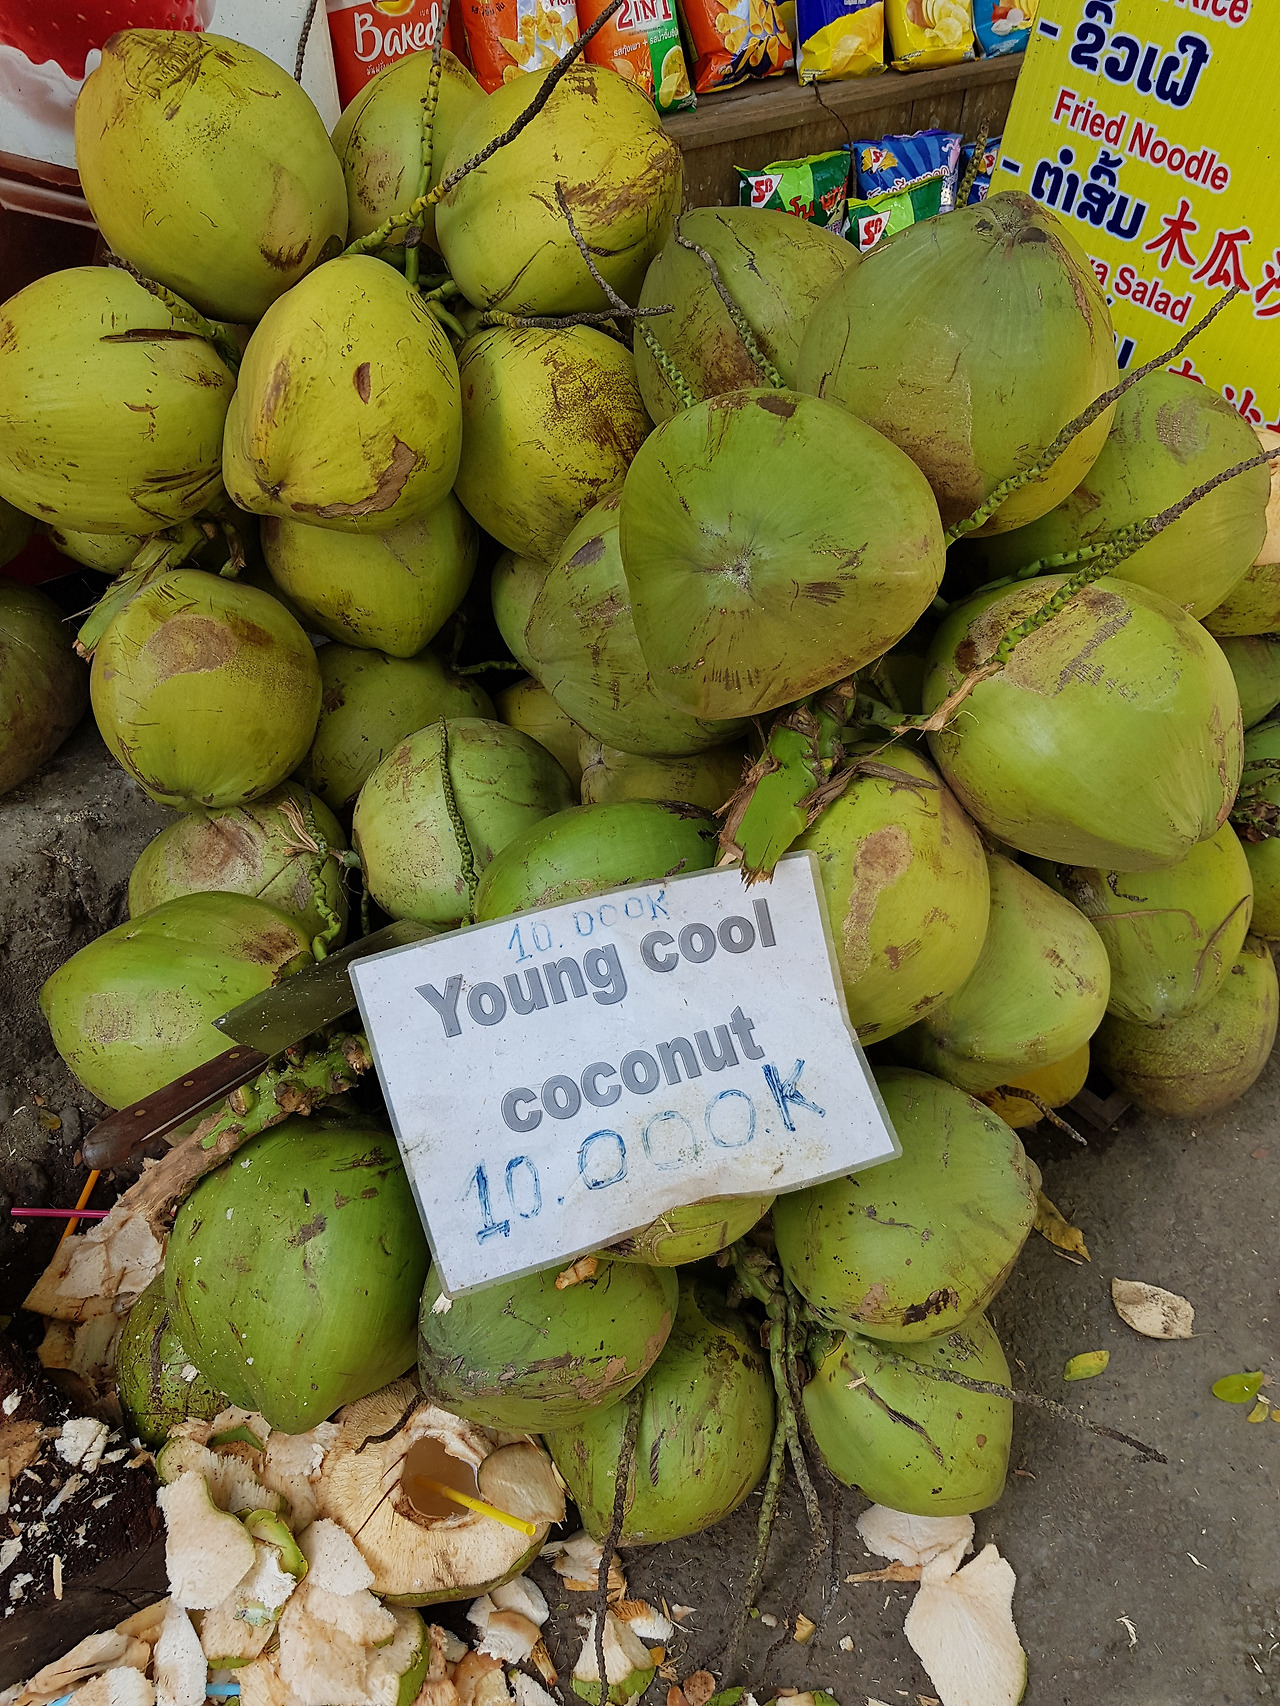 Baked
2IN1
Rice
- ຂົ້ວເຝີ
Fried Noodle
- ຕໍາສົ້ມ 木瓜
Salad
10.000K
Young cool
coconut
10.000K